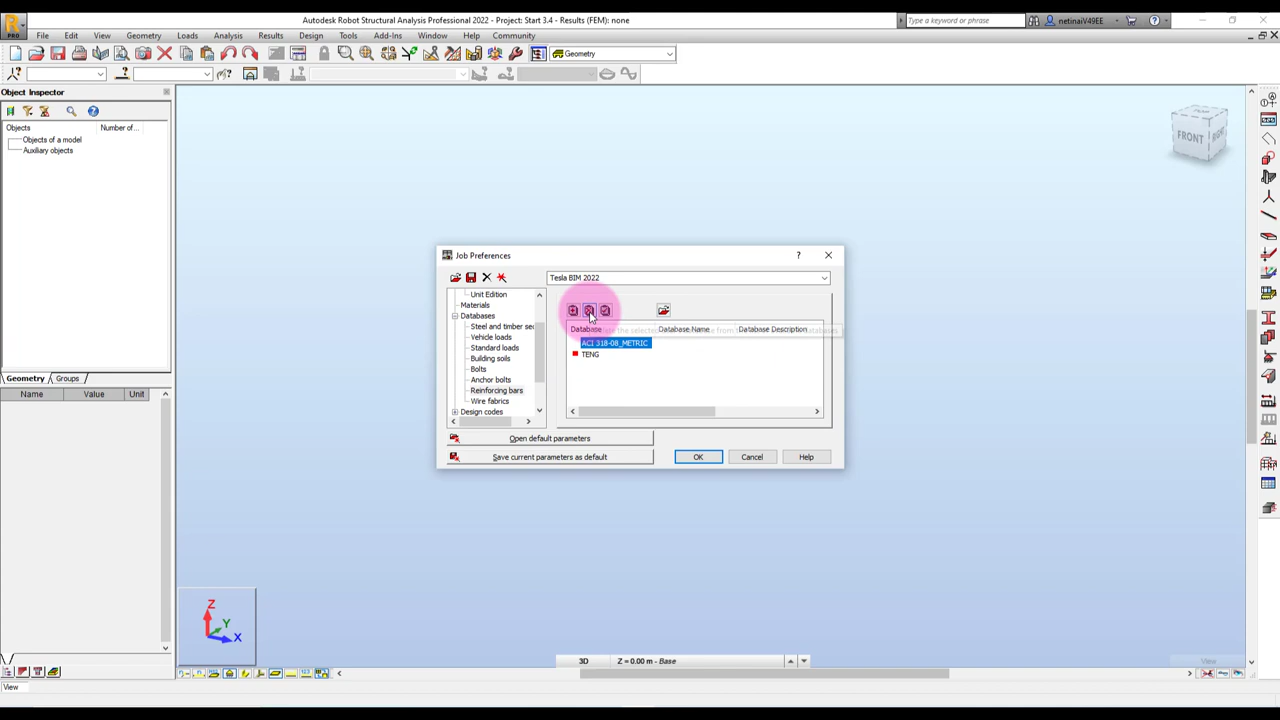 Autodesk Robot Structural Analysis Professional 2022 - Project: Start 3.4 - Results (FEM): none
Type a keyword or phrase
netinaiV49EE
PRO
File Edit View Geometry Loads Analysis Results Design Tools Add-Ins Window Help Community
Geometry
Object Inspector
Objects Number of...
Objects of a model
Auxiliary objects
FRONT
RIGHT
Job Preferences
Tesla BIM 2022
Unit Edition
Materials
Databases
Steel and timber sec
Vehicle loads
Standard loads
Building soils
Bolts
Anchor bolts
Reinforcing bars
Wire fabrics
Design codes
Database Database Name Database Description
ACI 318-08_METRIC
TENG
Open default parameters
Save current parameters as default
OK Cancel Help
Geometry Groups
Name Value Unit
Z
Y
X
3D Z = 0.00 m - Base
View
View